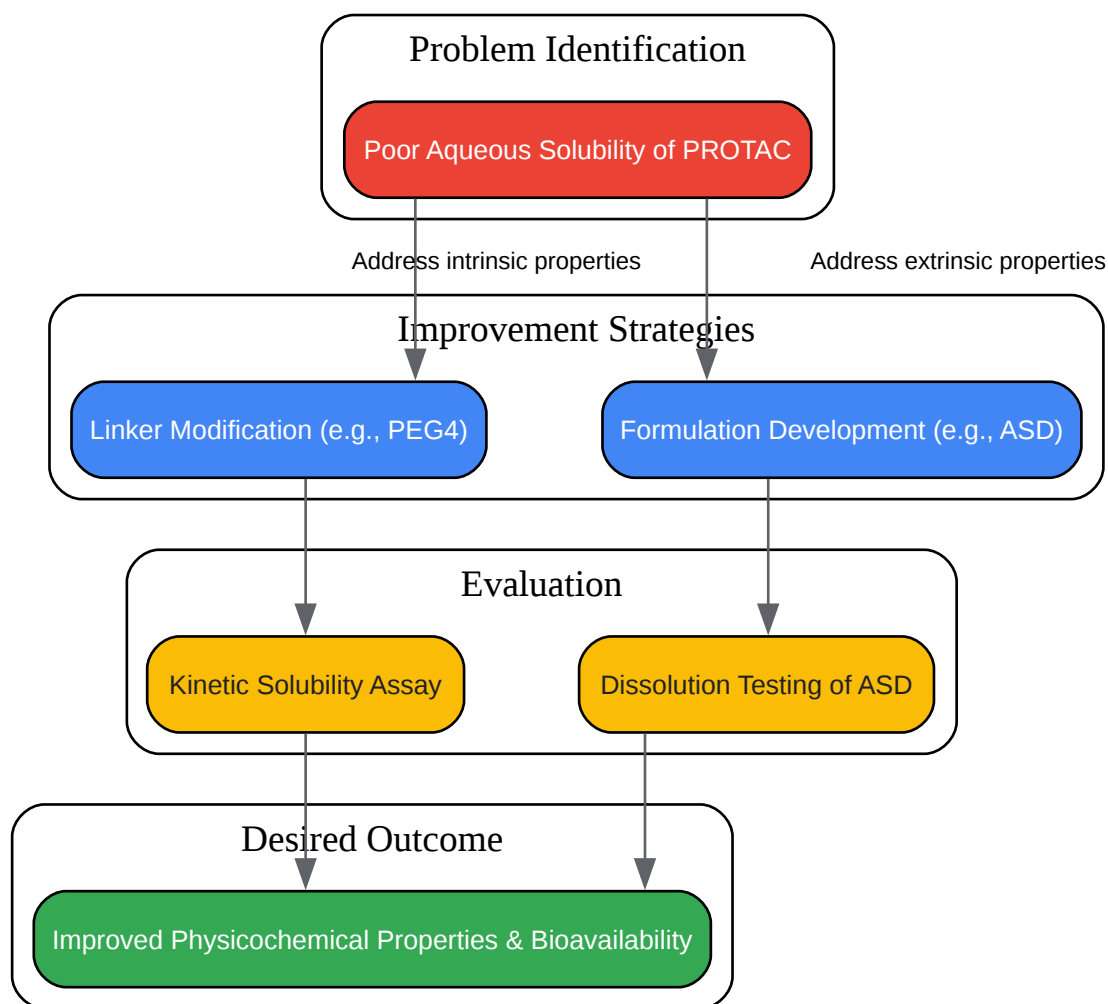 Problem Identification
Poor Aqueous Solubility of PROTAC
Address intrinsic properties
Address extrinsic properties
Improvement Strategies
Linker Modification (e.g., PEG4)
Formulation Development (e.g., ASD)
Evaluation
Kinetic Solubility Assay
Dissolution Testing of ASD
Desired Outcome
Improved Physicochemical Properties & Bioavailability